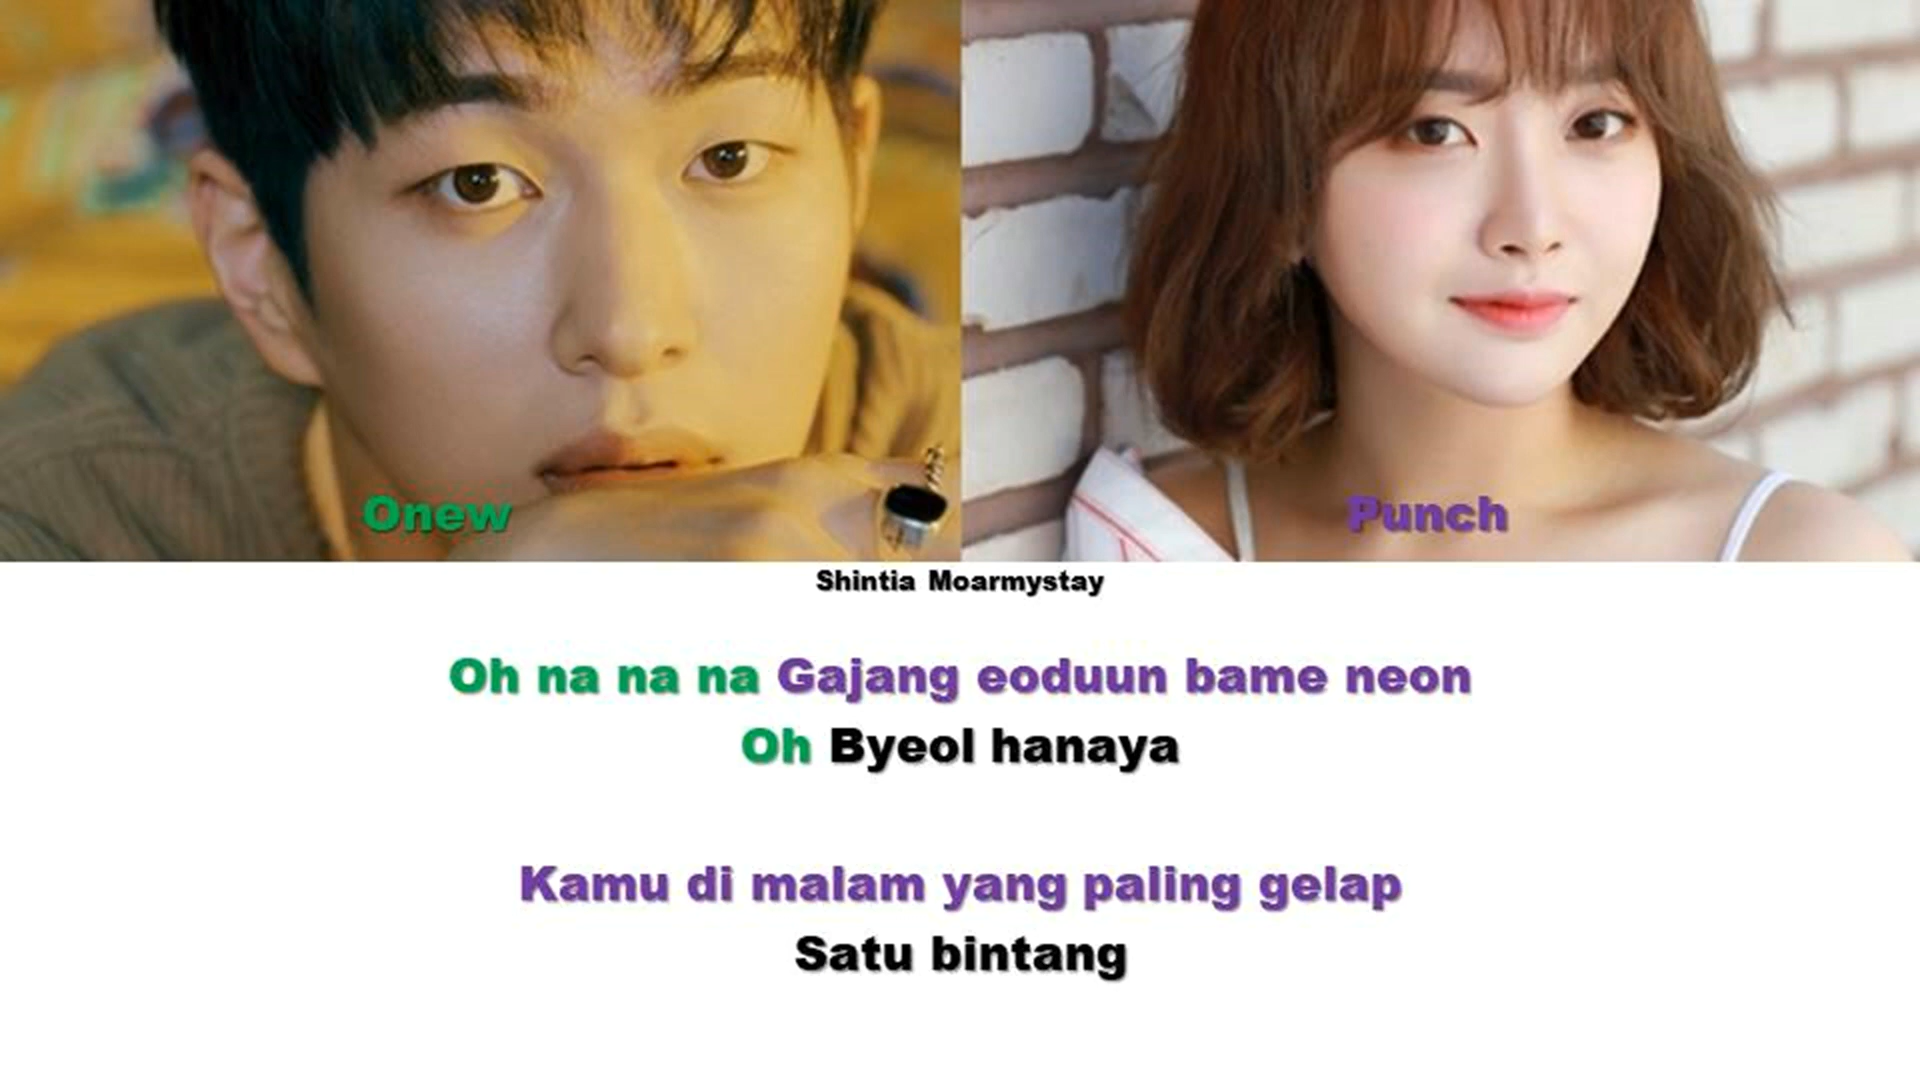 Onew
Punch
Shintia Moarmystay
Oh na na na Gajang eoduun bame neon
Oh Byeol hanaya
Kamu di malam yang paling gelap
Satu bintang